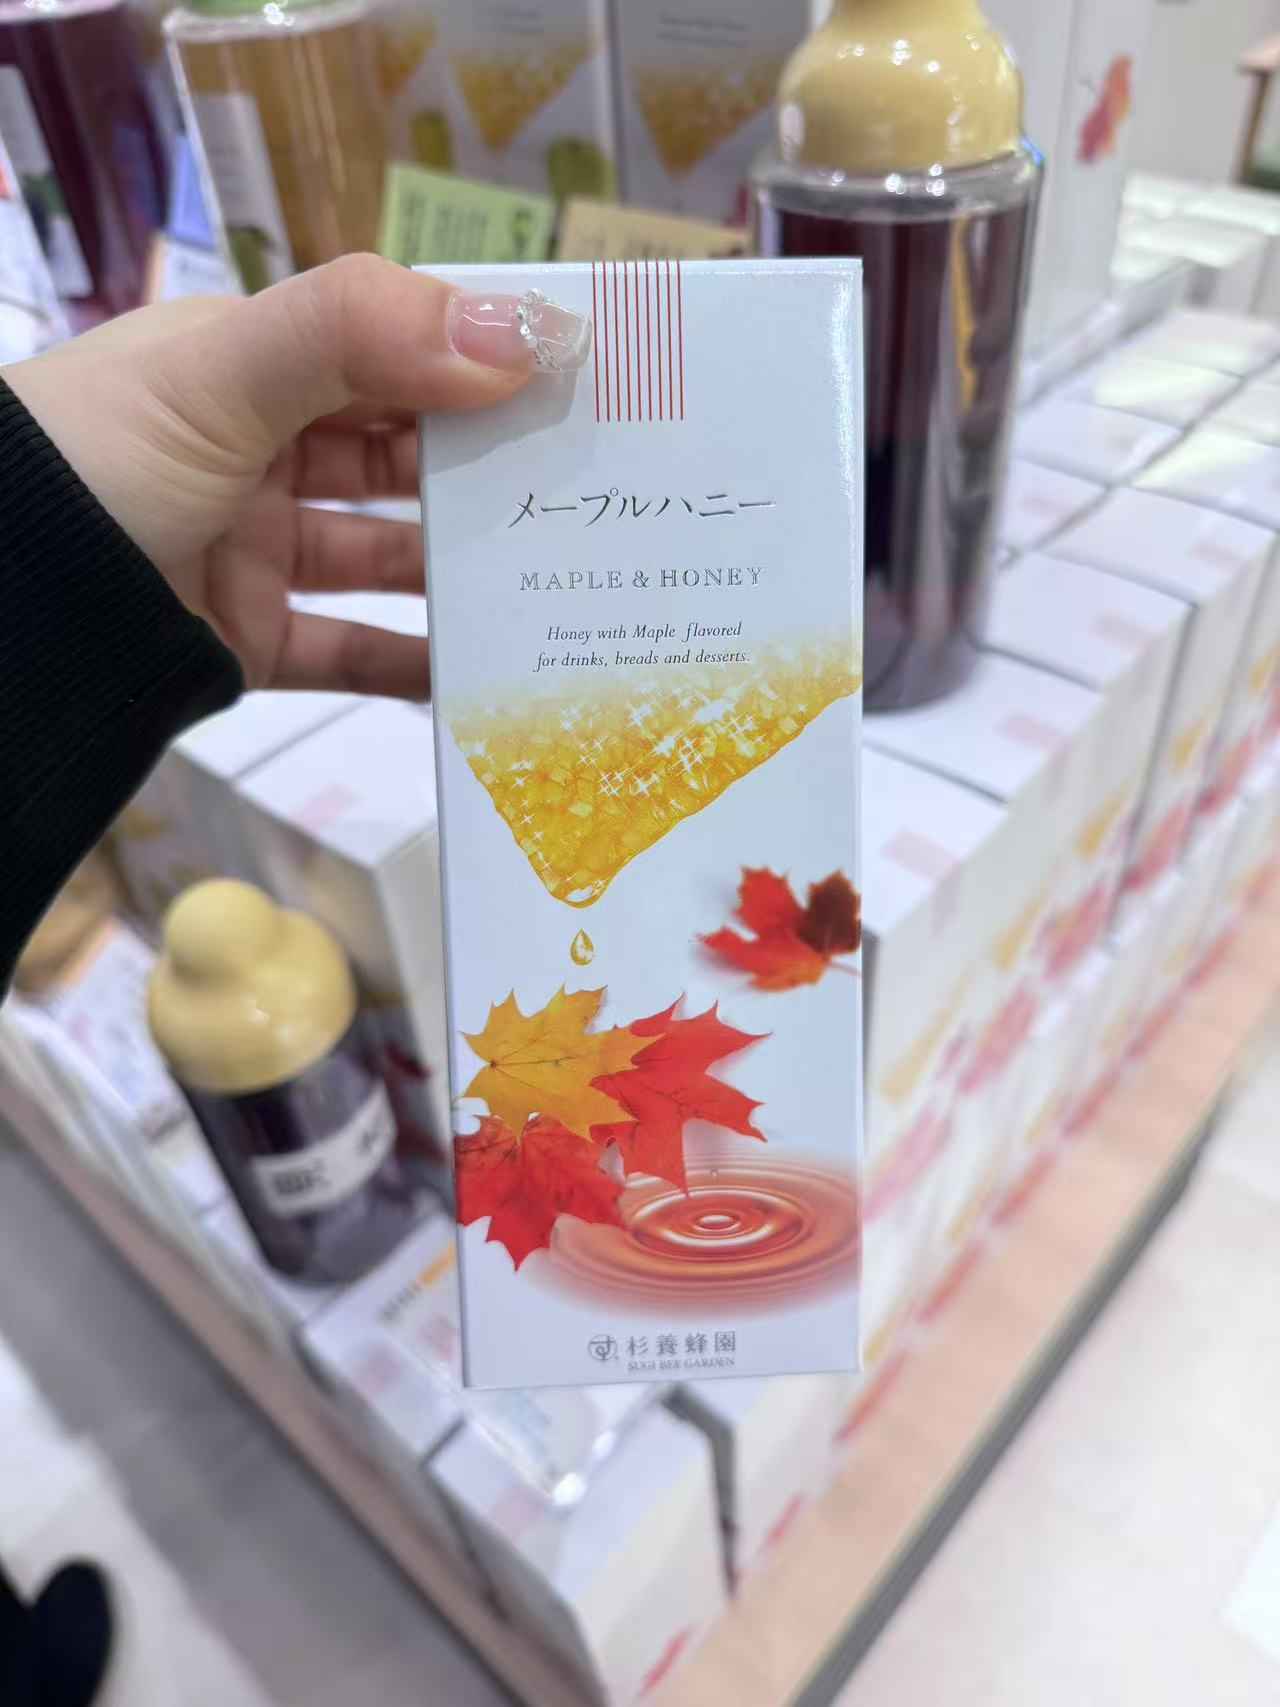 メープルハニー
MAPLE & HONEY
Honey with Maple flavored
for drinks, breads and desserts.
杉養蜂園
SUGI BEE GARDEN